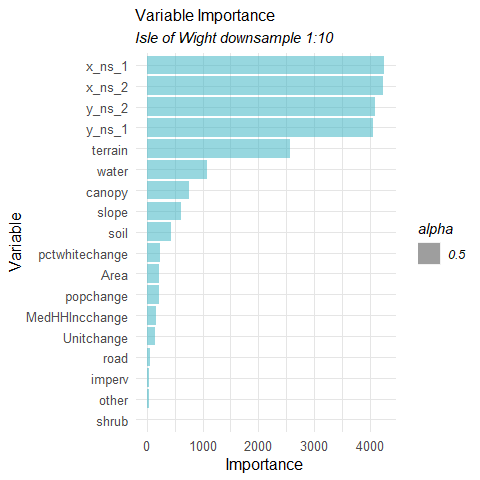 Variable Importance
Isle of Wight downsample 1:10
x_ns_1
x_ns_2
y_ns_2
y_ns_1
terrain
water
canopy
slope
soil
pctwhitechange
Area
popchange
MedHHIncchange
Unitchange
road
imperv
other
shrub
Variable
0 1000 2000 3000 4000
Importance
alpha
0.5